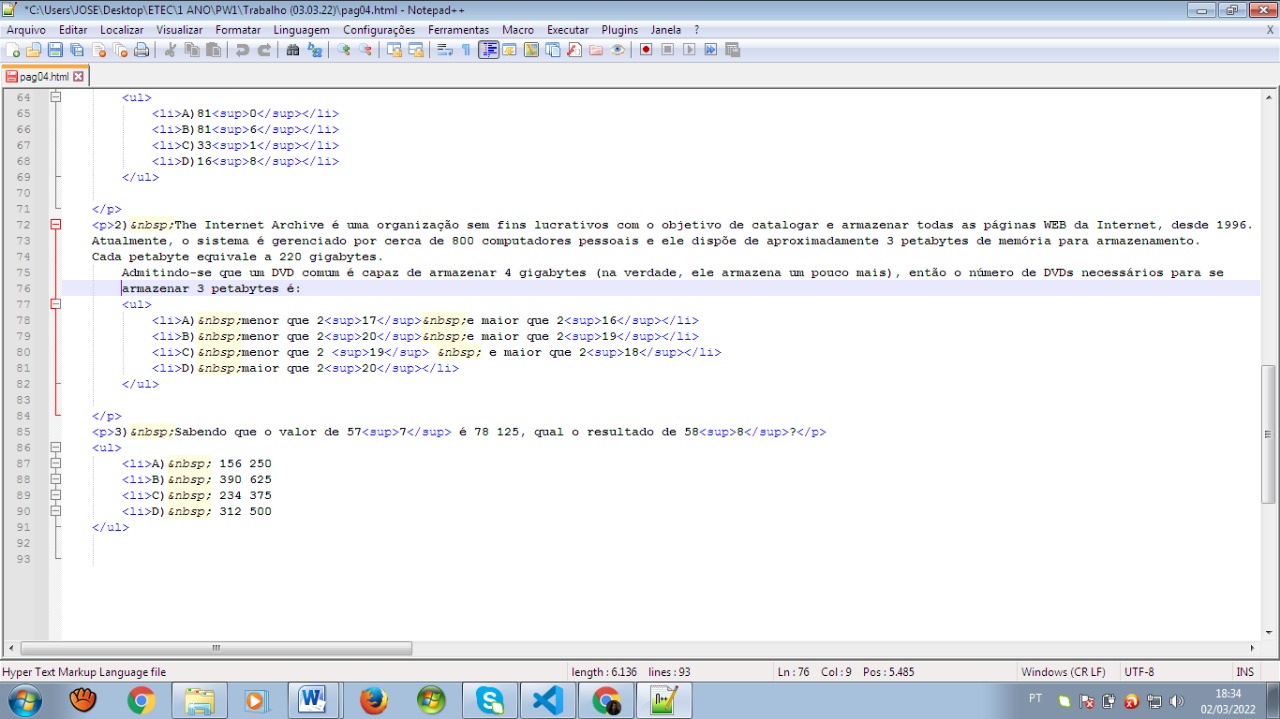 *C:\Users\JOSE\Desktop\ETEC\1 ANO\PW1\Trabalho (03.03.22)\pag04.html - Notepad++
Arquivo Editar Localizar Visualizar Formatar Linguagem Configurações Ferramentas Macro Executar Plugins Janela ? X
pag04.html
64 <ul>
65 <li>A)81<sup>0</sup></li>
66 <li>B)81<sup>6</sup></li>
67 <li>C)33<sup>1</sup></li>
68 <li>D)16<sup>8</sup></li>
69 </ul>
70
71 </p>
72 <p>2)&nbsp;The Internet Archive é uma organização sem fins lucrativos com o objetivo de catalogar e armazenar todas as páginas WEB da Internet, desde 1996.
73 Atualmente, o sistema é gerenciado por cerca de 800 computadores pessoais e ele dispõe de aproximadamente 3 petabytes de memória para armazenamento.
74 Cada petabyte equivale a 220 gigabytes.
75 Admitindo-se que um DVD comum é capaz de armazenar 4 gigabytes (na verdade, ele armazena um pouco mais), então o número de DVDs necessários para se
76 armazenar 3 petabytes é:
77 <ul>
78 <li>A)&nbsp;menor que 2<sup>17</sup>&nbsp;e maior que 2<sup>16</sup></li>
79 <li>B)&nbsp;menor que 2<sup>20</sup>&nbsp;e maior que 2<sup>19</sup></li>
80 <li>C)&nbsp;menor que 2 <sup>19</sup> &nbsp; e maior que 2<sup>18</sup></li>
81 <li>D)&nbsp;maior que 2<sup>20</sup></li>
82 </ul>
83
84 </p>
85 <p>3)&nbsp;Sabendo que o valor de 57<sup>7</sup> é 78 125, qual o resultado de 58<sup>8</sup>?</p>
86 <ul>
87 <li>A)&nbsp; 156 250
88 <li>B)&nbsp; 390 625
89 <li>C)&nbsp; 234 375
90 <li>D)&nbsp; 312 500
91 </ul>
92
93
Hyper Text Markup Language file length : 6.136 lines : 93 Ln : 76 Col : 9 Pos : 5.485 Windows (CR LF) UTF-8 INS
PT 18:34
02/03/2022